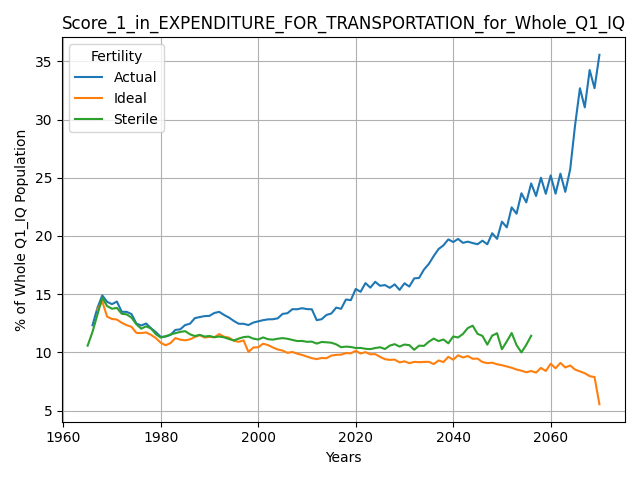 Score_1_in_EXPENDITURE_FOR_TRANSPORTATION_for_Whole_Q1_IQ
Fertility
Actual
Ideal
Sterile
% of Whole Q1_IQ Population
35
30
25
20
15
10
5
1960
1980
2000
2020
2040
2060
Years